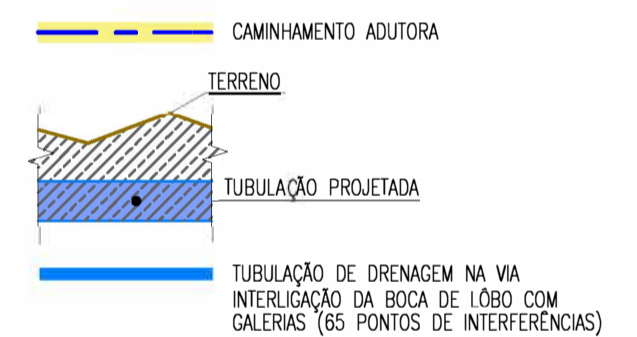 CAMINHAMENTO ADUTORA
TERRENO
TUBULAÇÃO PROJETADA
TUBULAÇÃO DE DRENAGEM NA VIA
INTERLIGAÇÃO DA BOCA DE LÔBO COM
GALERIAS (65 PONTOS DE INTERFERÊNCIAS)